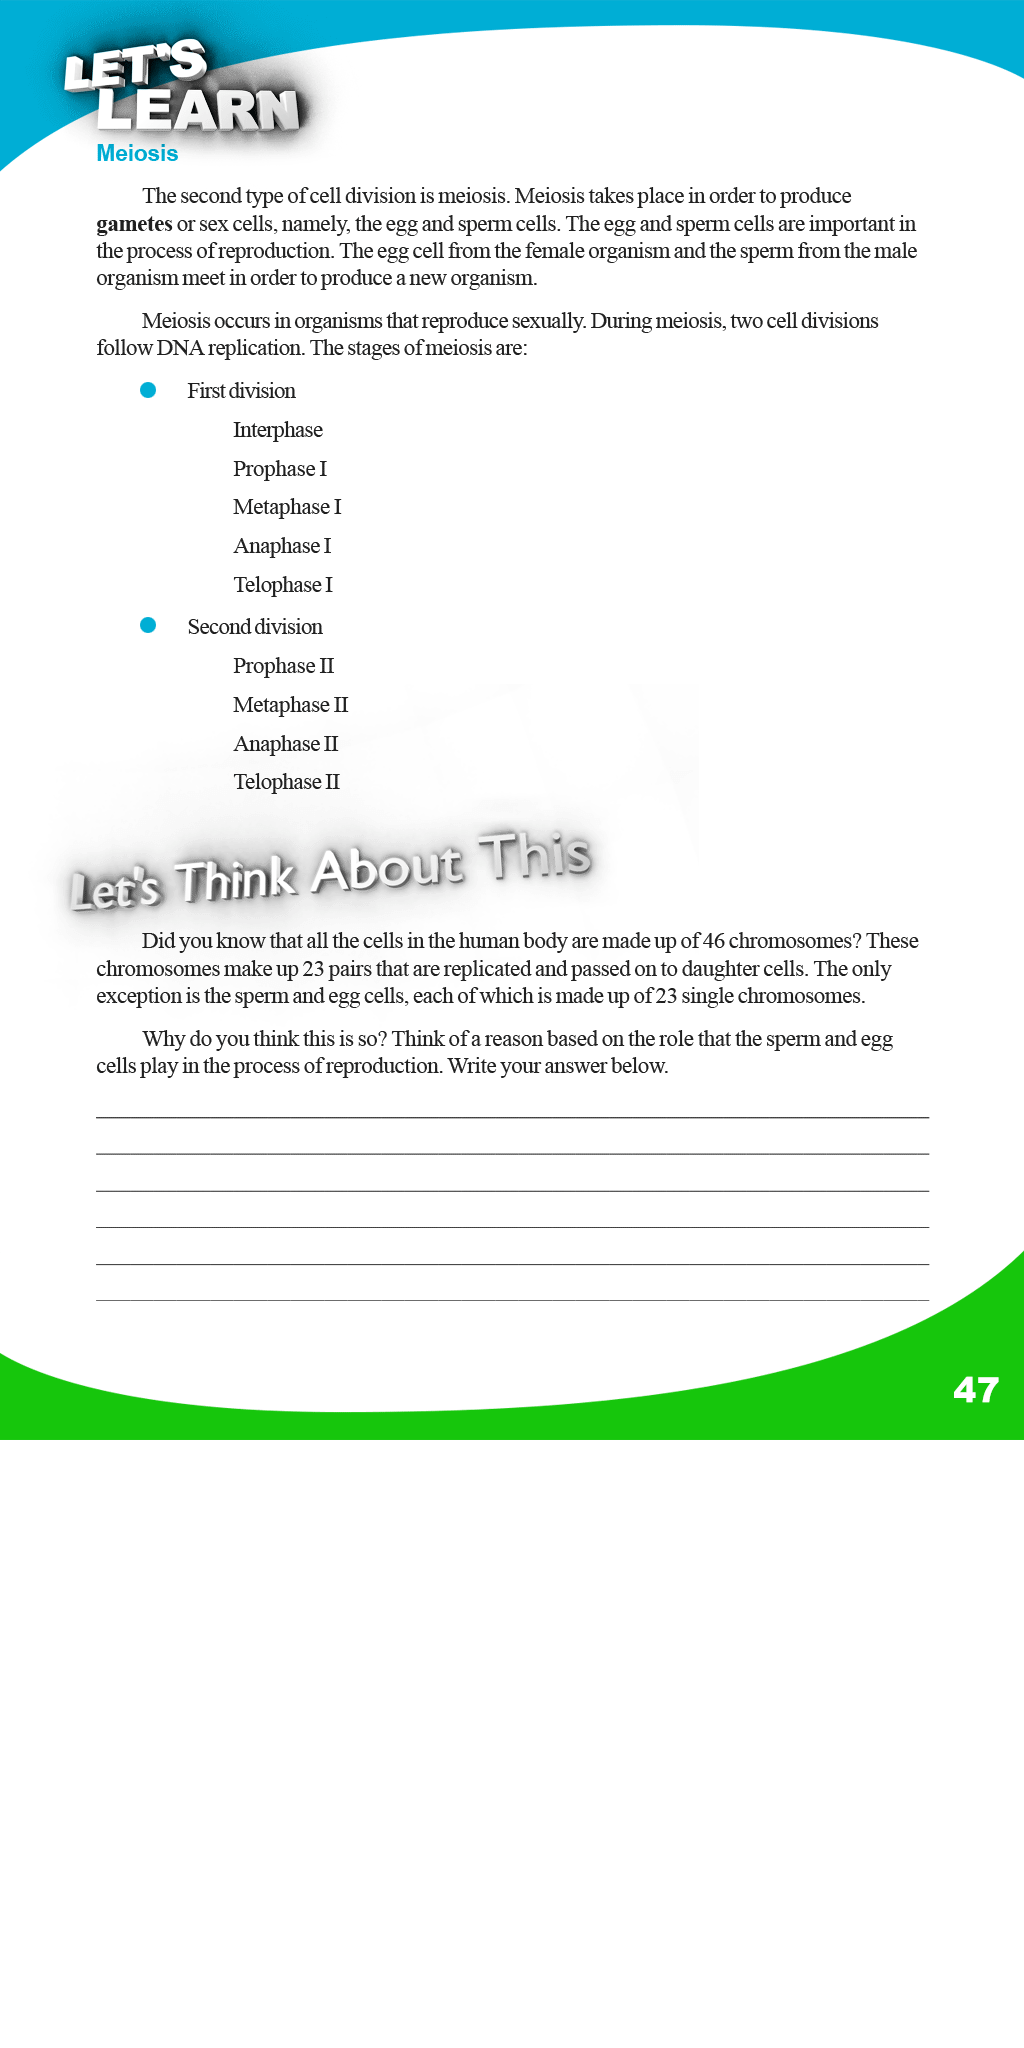 LET'S
LEARN
Meiosis
The second type of cell division is meiosis. Meiosis takes place in order to produce
gametes or sex cells, namely, the egg and sperm cells. The egg and sperm cells are important in
the process of reproduction. The egg cell from the female organism and the sperm from the male
organism meet in order to produce a new organism.
Meiosis occurs in organisms that reproduce sexually. During meiosis, two cell divisions
follow DNA replication. The stages of meiosis are:
● First division
Interphase
Prophase I
Metaphase I
Anaphase I
Telophase I
● Second division
Prophase II
Metaphase II
Anaphase II
Telophase II
Let's Think About This
Did you know that all the cells in the human body are made up of 46 chromosomes? These
chromosomes make up 23 pairs that are replicated and passed on to daughter cells. The only
exception is the sperm and egg cells, each of which is made up of 23 single chromosomes.
Why do you think this is so? Think of a reason based on the role that the sperm and egg
cells play in the process of reproduction. Write your answer below.
47